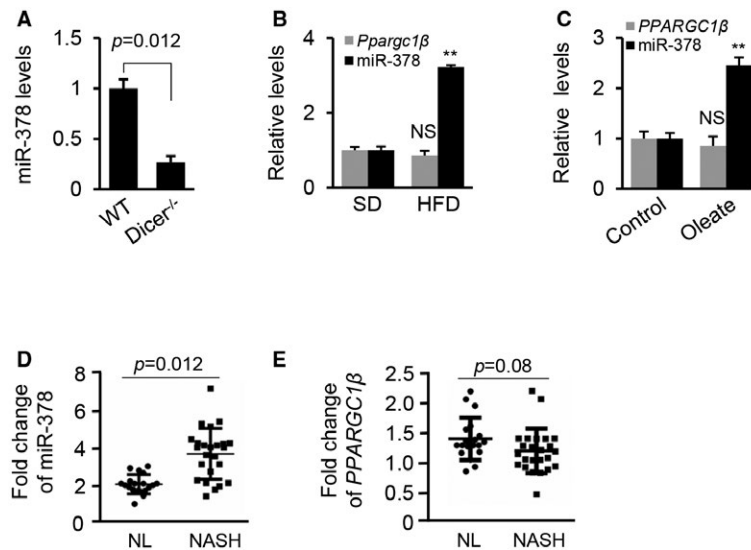 A
p=0.012
miR-378 levels
1.5
1
0.5
0
WT
Dicer-/-
B
Ppargc1β
miR-378
Relative levels
4
2
0
**
NS
SD
HFD
C
PPARGC1β
miR-378
Relative levels
3
2
1
0
**
NS
Control
Oleate
D
p=0.012
Fold change
of miR-378
8
6
4
2
0
NL
NASH
E
p=0.08
Fold change
of PPARGC1β
2.5
2.0
1.5
1.0
0.5
0.0
NL
NASH